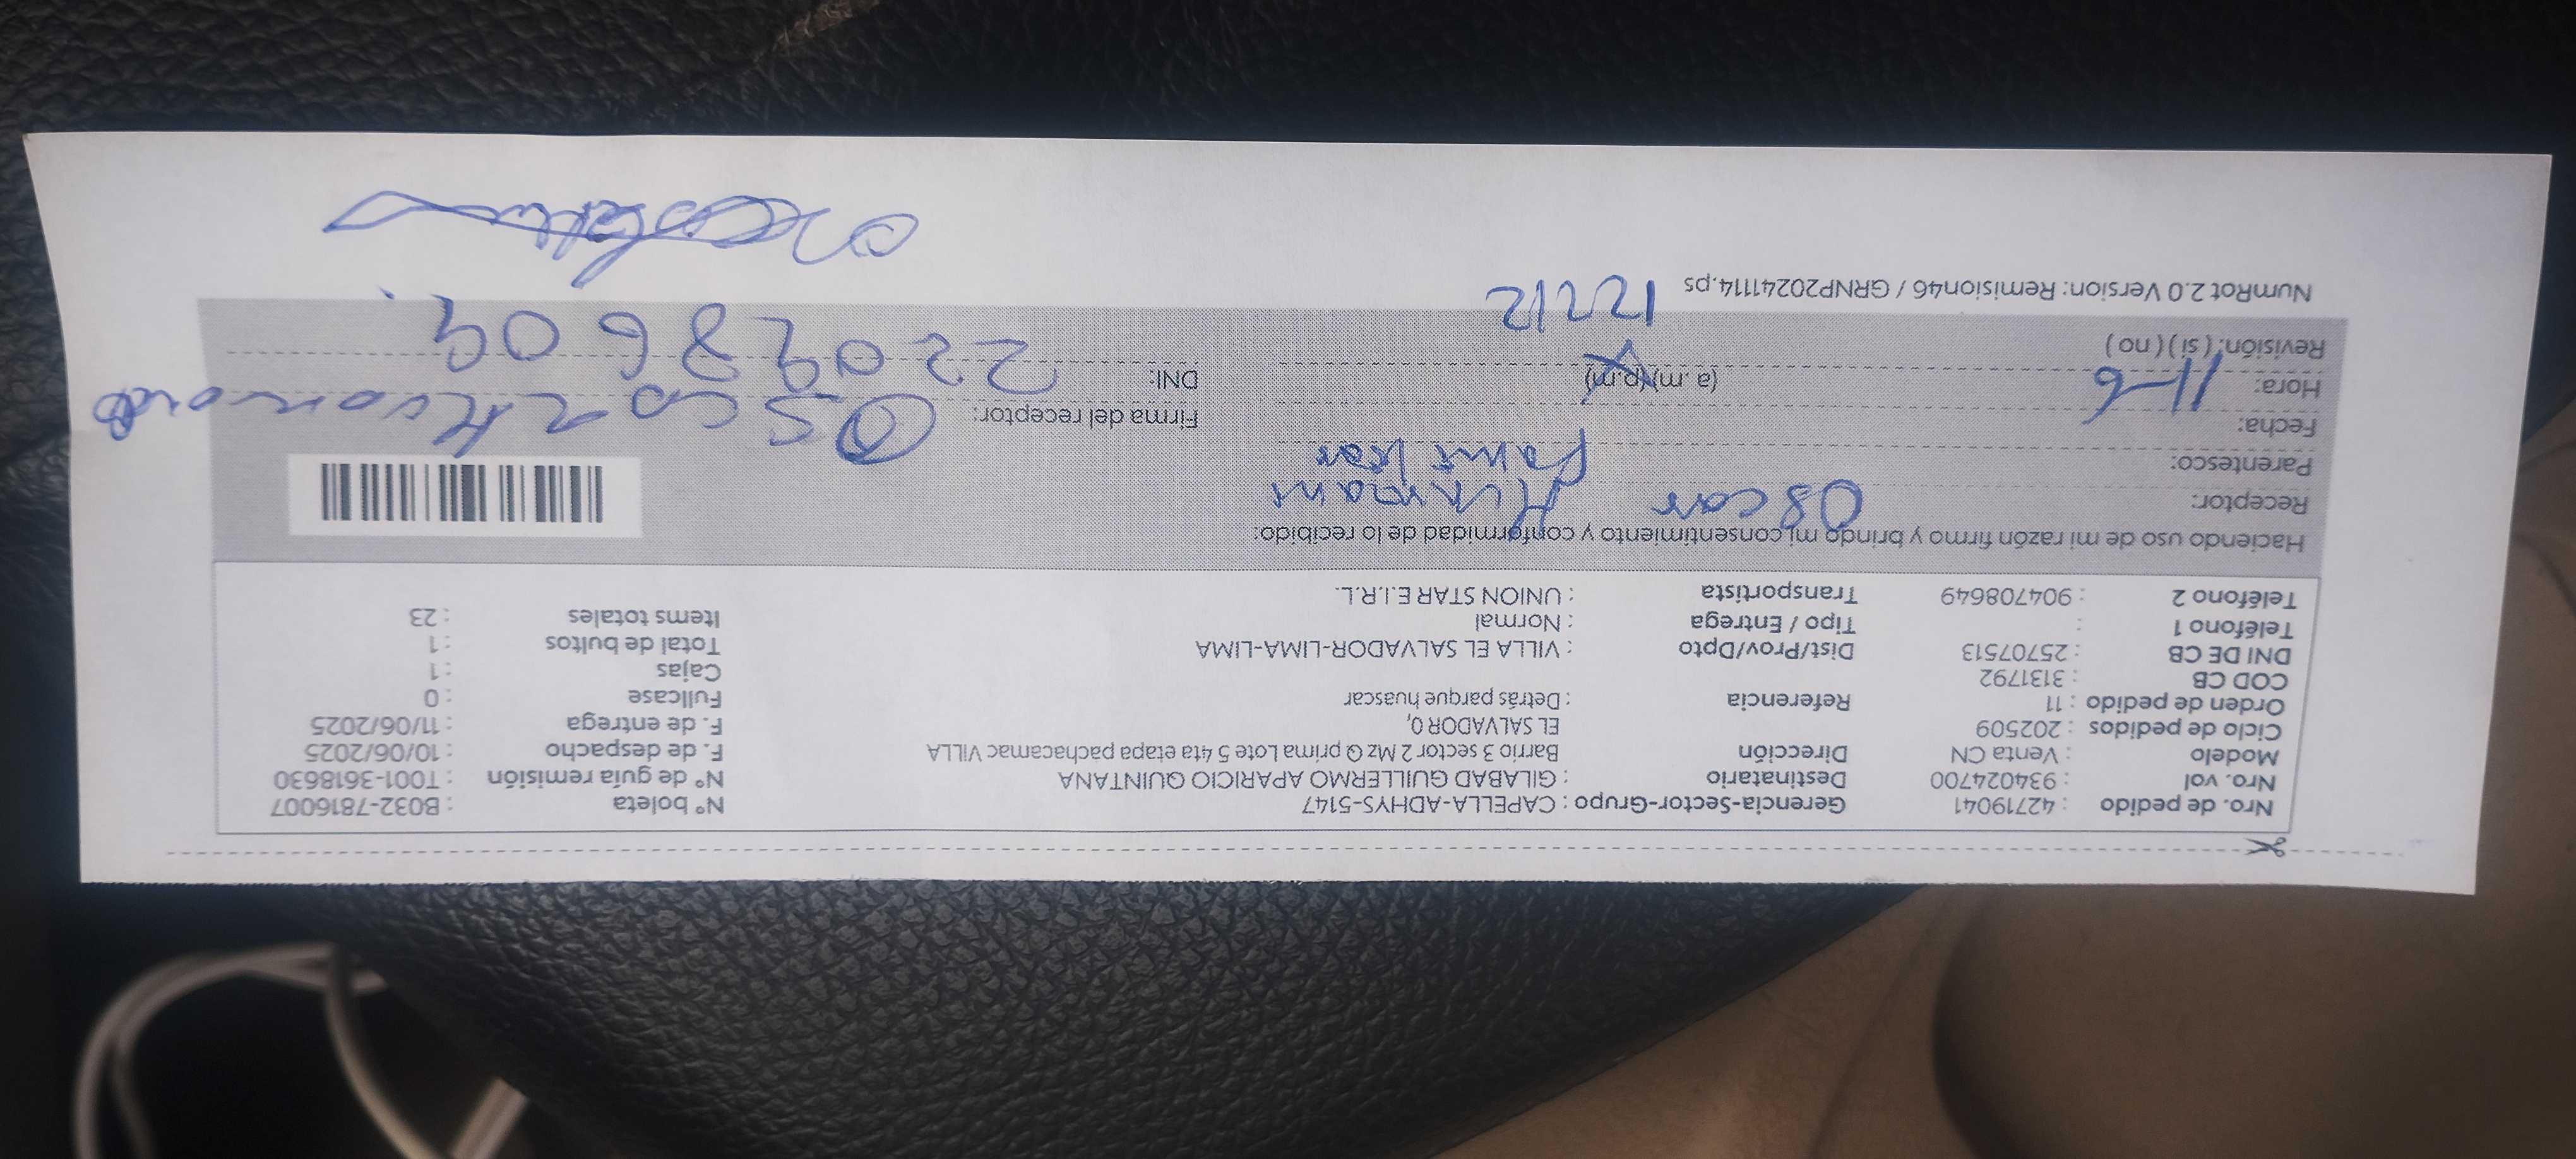 Nro. de pedido : 42719041 Gerencia-Sector-Grupo : CAPELLA-ADHYS-5147 N° boleta : B032-7816007
Nro. vol : 934024700 Destinatario : GILABAD GUILLERMO APARICIO QUINTANA N° de guía remisión : T001-3618630
Modelo : Venta CN Dirección Barrio 3 sector 2 Mz Q prima Lote 5 4ta etapa pachacamac VILLA F. de despacho : 10/06/2025
Ciclo de pedidos : 202509 EL SALVADOR 0, F. de entrega : 11/06/2025
Orden de pedido : 11 Referencia : Detrás parque huascar Fullcase : 0
COD CB : 3131792 Cajas : 1
DNI DE CB : 25707513 Dist/Prov/Dpto : VILLA EL SALVADOR-LIMA-LIMA Total de bultos : 1
Teléfono 1 : Tipo / Entrega : Normal Items totales : 23
Teléfono 2 : 904708649 Transportista : UNION STAR E.I.R.L.
Haciendo uso de mi razón firmo y brindo mi consentimiento y conformidad de lo recibido:
Receptor: Oscar Huamani
Parentesco: familiar
Fecha: 11-6 Firma del receptor: Oscar
Hora: (a.m)(p.m) DNI:
Revisión: (si) (no) 1212
NumRot 2.0 Version: Remision46 / GRNP20241114.ps